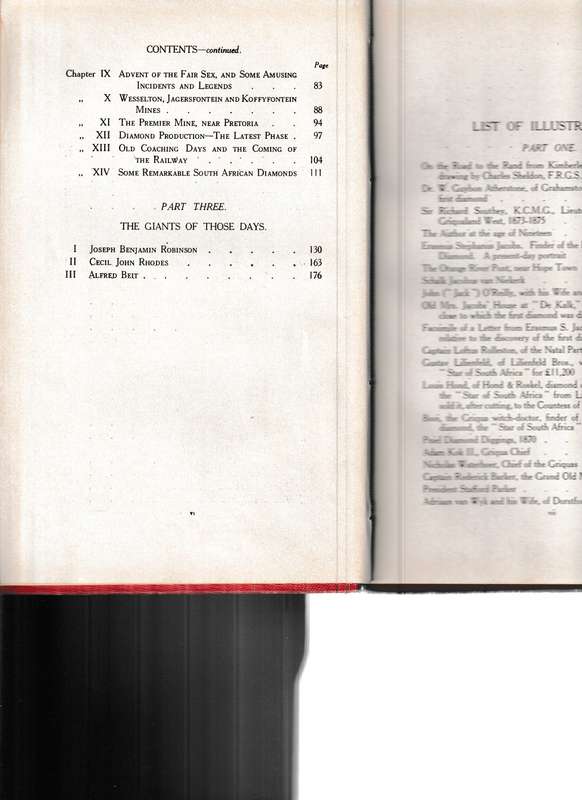 CONTENTS—continued.
Page
Chapter IX Advent of the Fair Sex, and Some Amusing
Incidents and Legends . . . 83
„ X Wesselton, Jagersfontein and Koffyfontein
Mines . . . . . . . 88
„ XI The Premier Mine, near Pretoria . . 94
„ XII Diamond Production—The Latest Phase . 97
„ XIII Old Coaching Days and the Coming of
the Railway . . . . . 104
„ XIV Some Remarkable South African Diamonds 111
PART THREE.
THE GIANTS OF THOSE DAYS.
I Joseph Benjamin Robinson . . . . . 130
II Cecil John Rhodes . . . . . . 163
III Alfred Beit . . . . . . . . 176
vi
LIST OF ILLUSTR
PART ONE.
On the Road to the Rand from Kimberle
drawing by Charles Sheldon, F.R.G.S.
Dr. W. Guybon Atherstone, of Grahamsto
first diamond
Sir Richard Southey, K.C.M.G., Lieut
Griqualand West, 1873-1875
The Author at the age of Nineteen
Erasmus Stephanus Jacobs. Finder of the
Diamond. A present-day portrait
The Orange River Pont, near Hope Town
Schalk Jacobus van Niekerk
John ("Jack") O'Reilly, with his Wife an
Old Mrs. Jacobs' House at "De Kalk,"
close to which the first diamond was d
Facsimile of a Letter from Erasmus S. Jac
relative to the discovery of the first di
Captain Loftus Rolleston, of the Natal Part
Gustav Lilienfeld, of Lilienfeld Bros., w
"Star of South Africa" for £11,200
Louis Hond, of Hond & Roskel, diamond
the "Star of South Africa" from L
sold it, after cutting, to the Countess of
the Griqua witch-doctor, finder of
diamond, the "Star of South Africa"
Pniel Diamond Diggings, 1870
Adam Kok III., Griqua Chief
Nicholas Waterboer, Chief of the Griquas
Captain Roderick Barker, the Grand Old M
President Stafford Parker
Adriaan van Wyk and his Wife, of Dorstfon
vii